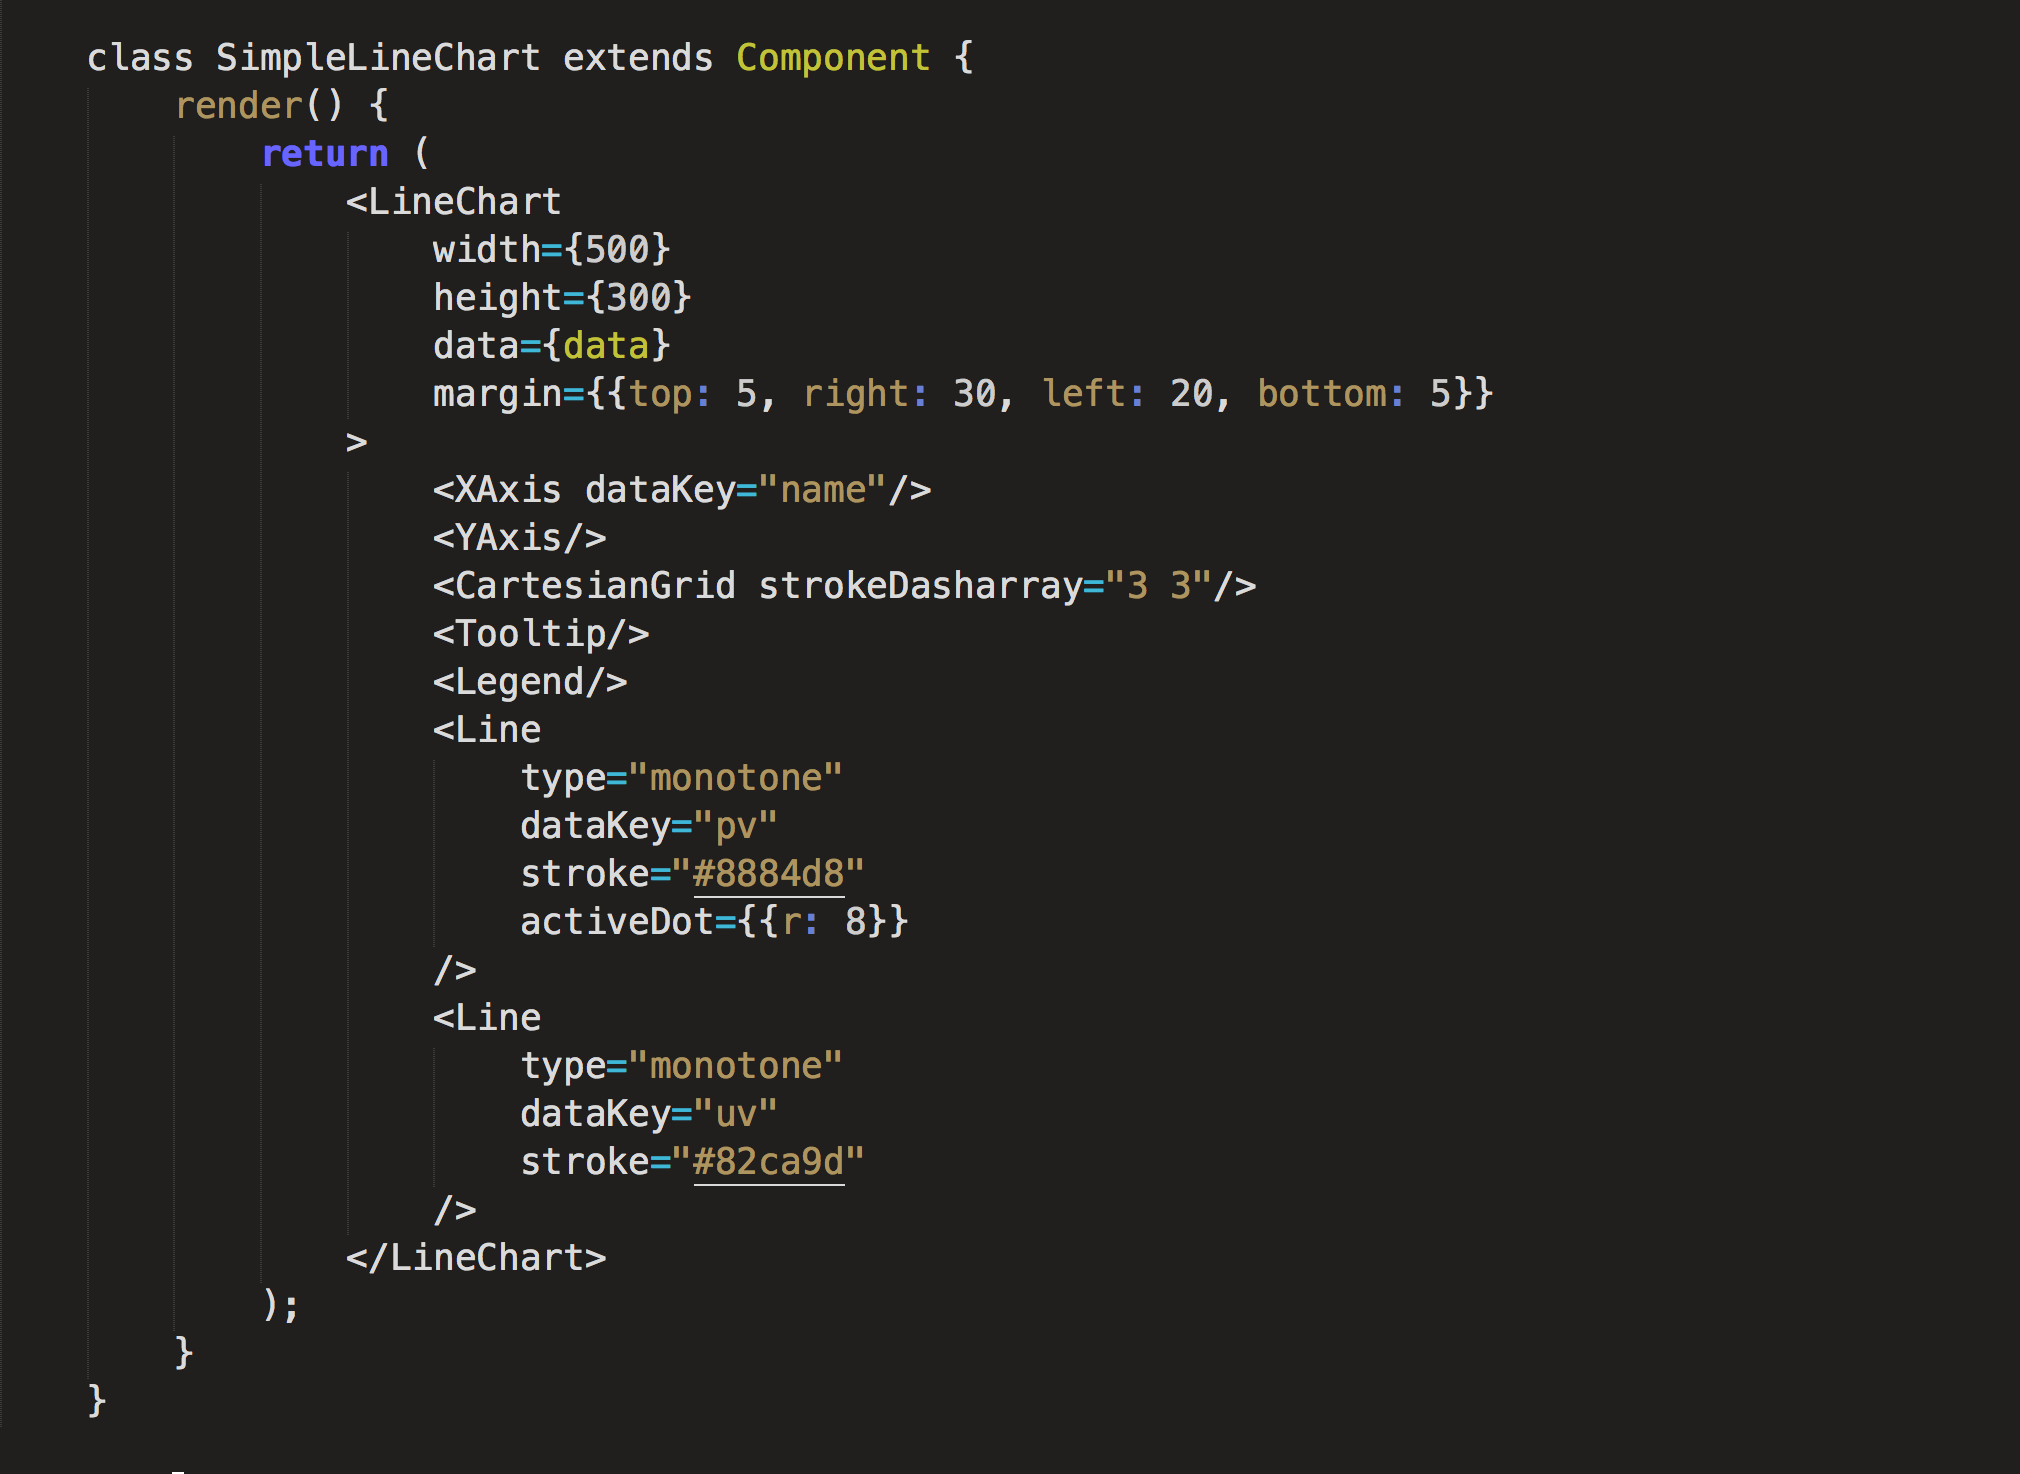 class SimpleLineChart extends Component {
    render() {
        return (
            <LineChart
                width={500}
                height={300}
                data={data}
                margin={{top: 5, right: 30, left: 20, bottom: 5}}
            >
                <XAxis dataKey="name"/>
                <YAxis/>
                <CartesianGrid strokeDasharray="3 3"/>
                <Tooltip/>
                <Legend/>
                <Line
                    type="monotone"
                    dataKey="pv"
                    stroke="#8884d8"
                    activeDot={{r: 8}}
                />
                <Line
                    type="monotone"
                    dataKey="uv"
                    stroke="#82ca9d"
                />
            </LineChart>
        );
    }
}